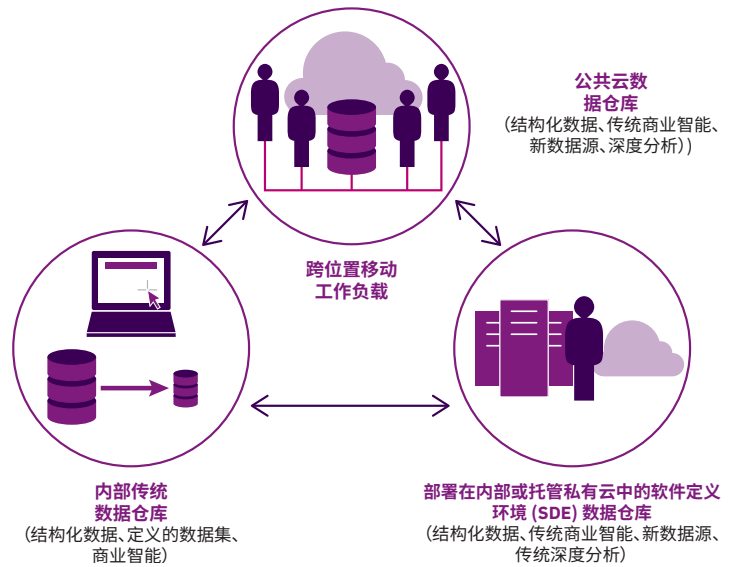 公共云数
据仓库
（结构化数据、传统商业智能、
新数据源、深度分析）)
跨位置移动
工作负载
内部传统
数据仓库
（结构化数据、定义的数据集、
商业智能）
部署在内部或托管私有云中的软件定义
环境 (SDE) 数据仓库
（结构化数据、传统商业智能、新数据源、
传统深度分析）